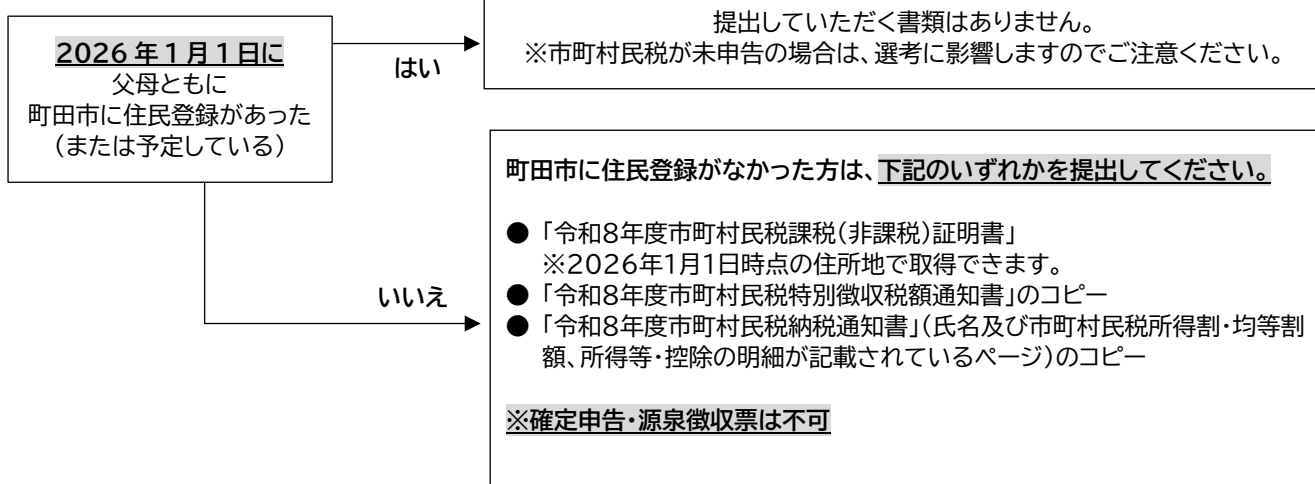 2026年1月1日に
父母ともに
町田市に住民登録があった
（または予定している）
はい
提出していただく書類はありません。
※市町村民税が未申告の場合は、選考に影響しますのでご注意ください。
いいえ
町田市に住民登録がなかった方は、下記のいずれかを提出してください。
●「令和8年度市町村民税課税（非課税）証明書」
※2026年1月1日時点の住所地で取得できます。
●「令和8年度市町村民税特別徴収税額通知書」のコピー
●「令和8年度市町村民税納税通知書」（氏名及び市町村民税所得割・均等割
額、所得等・控除の明細が記載されているページ）のコピー
※確定申告・源泉徴収票は不可